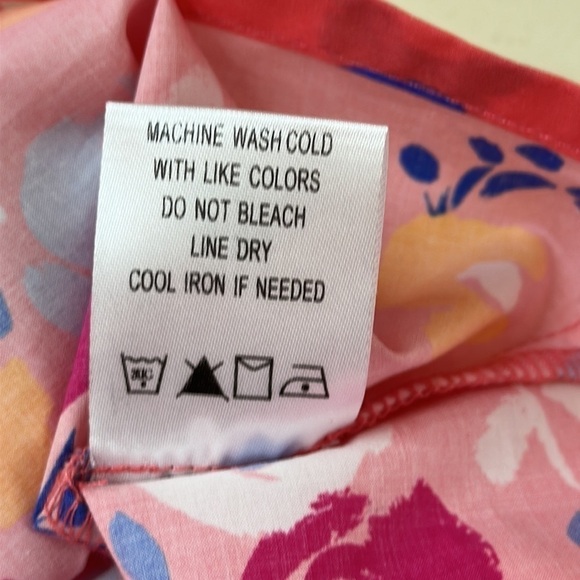 MACHINE WASH COLD
WITH LIKE COLORS
DO NOT BLEACH
LINE DRY
COOL IRON IF NEEDED